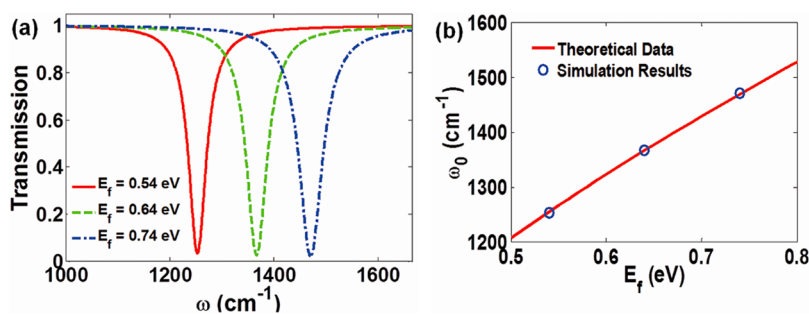 (a)
1
0.8
0.6
0.4
0.2
0
Transmission
E_f = 0.54 eV
E_f = 0.64 eV
E_f = 0.74 eV
1000 1200 1400 1600
ω (cm⁻¹)
(b)
1600
1500
1400
1300
1200
ω₀ (cm⁻¹)
Theoretical Data
Simulation Results
0.5 0.6 0.7 0.8
E_f (eV)